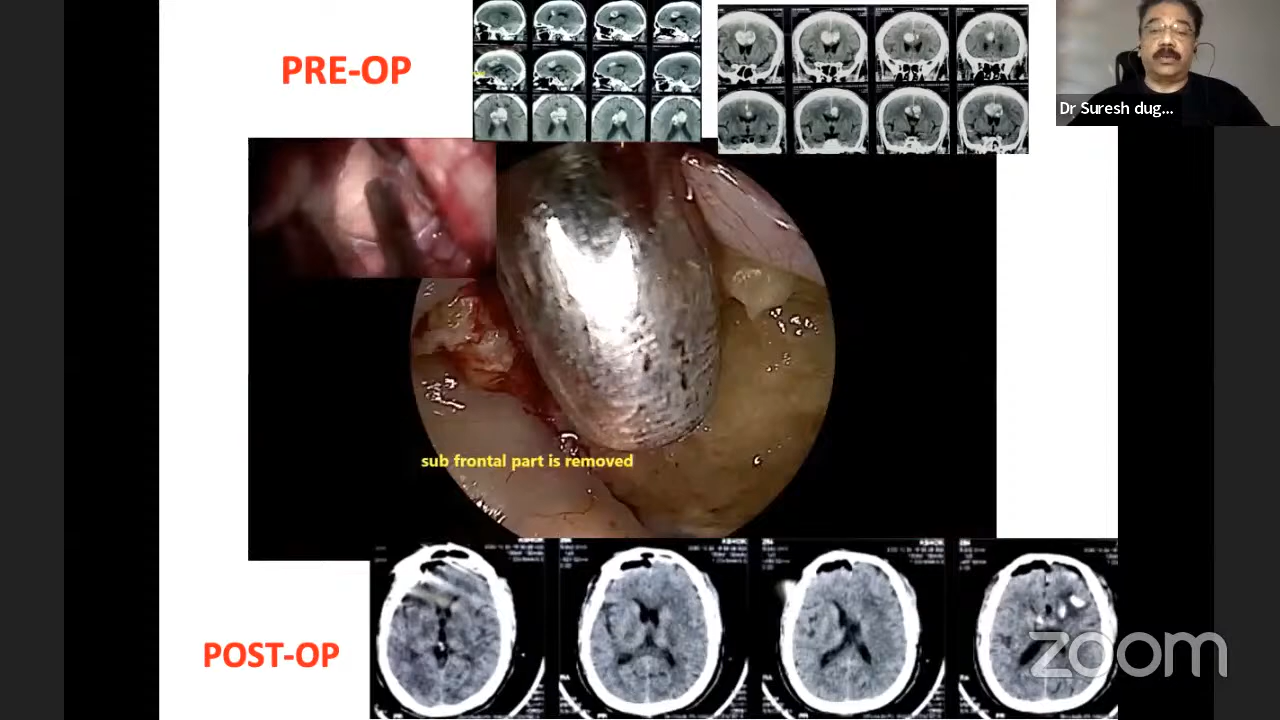 PRE-OP
Dr Suresh dug...
sub frontal part is removed
POST-OP
zoom